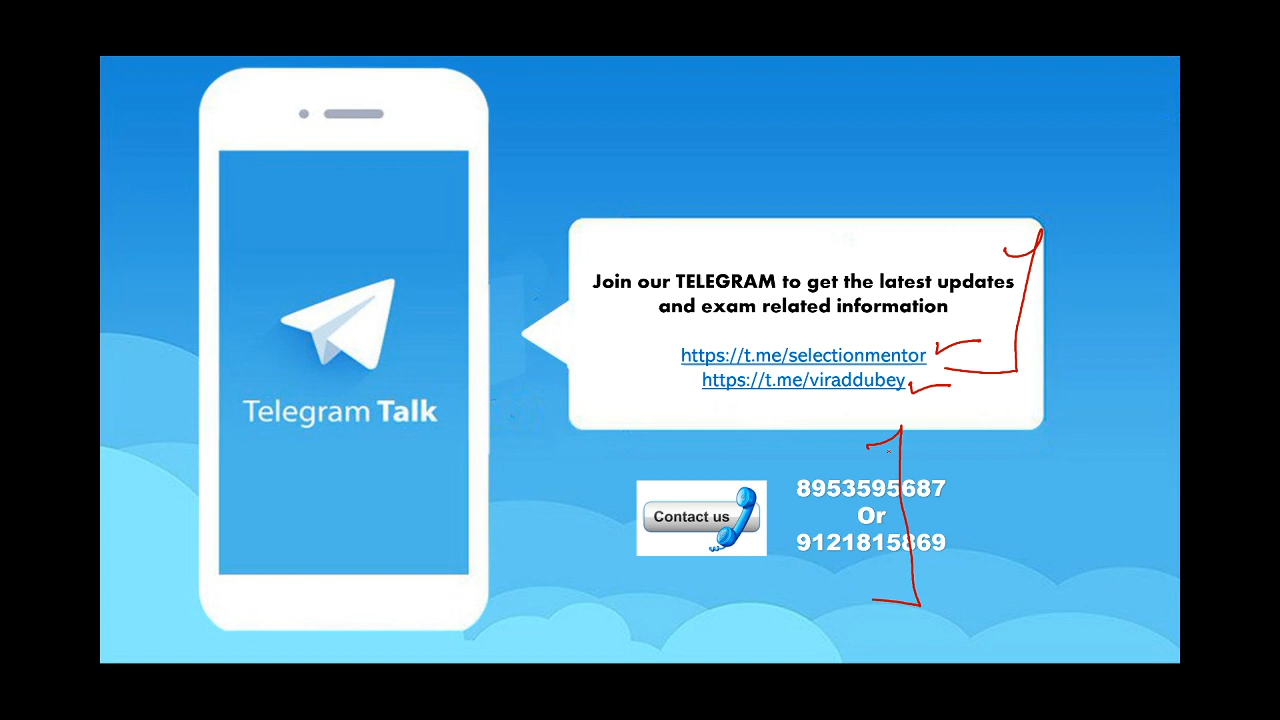 Telegram Talk
Join our TELEGRAM to get the latest updates
and exam related information
https://t.me/selectionmentor
https://t.me/viraddubey
Contact us
8953595687
Or
9121815869